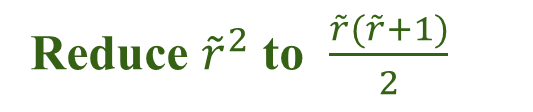 Reduce r̃² to r̃(r̃+1)/2